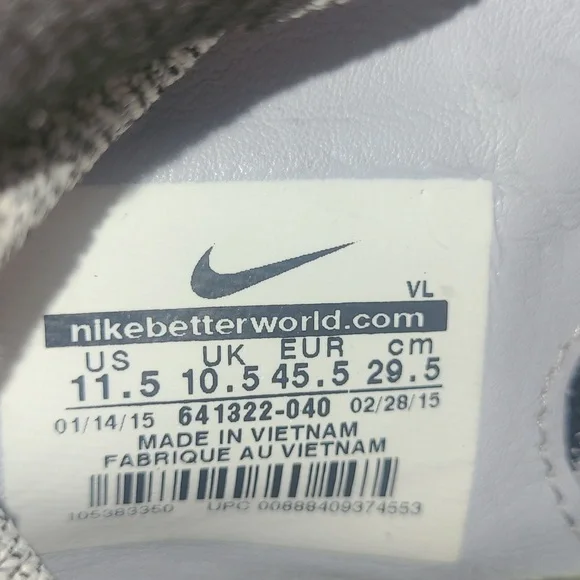 VL
nikebetterworld.com
US UK EUR cm
11.5 10.5 45.5 29.5
01/14/15 641322-040 02/28/15
MADE IN VIETNAM
FABRIQUE AU VIETNAM
105383350 UPC 00888409374553